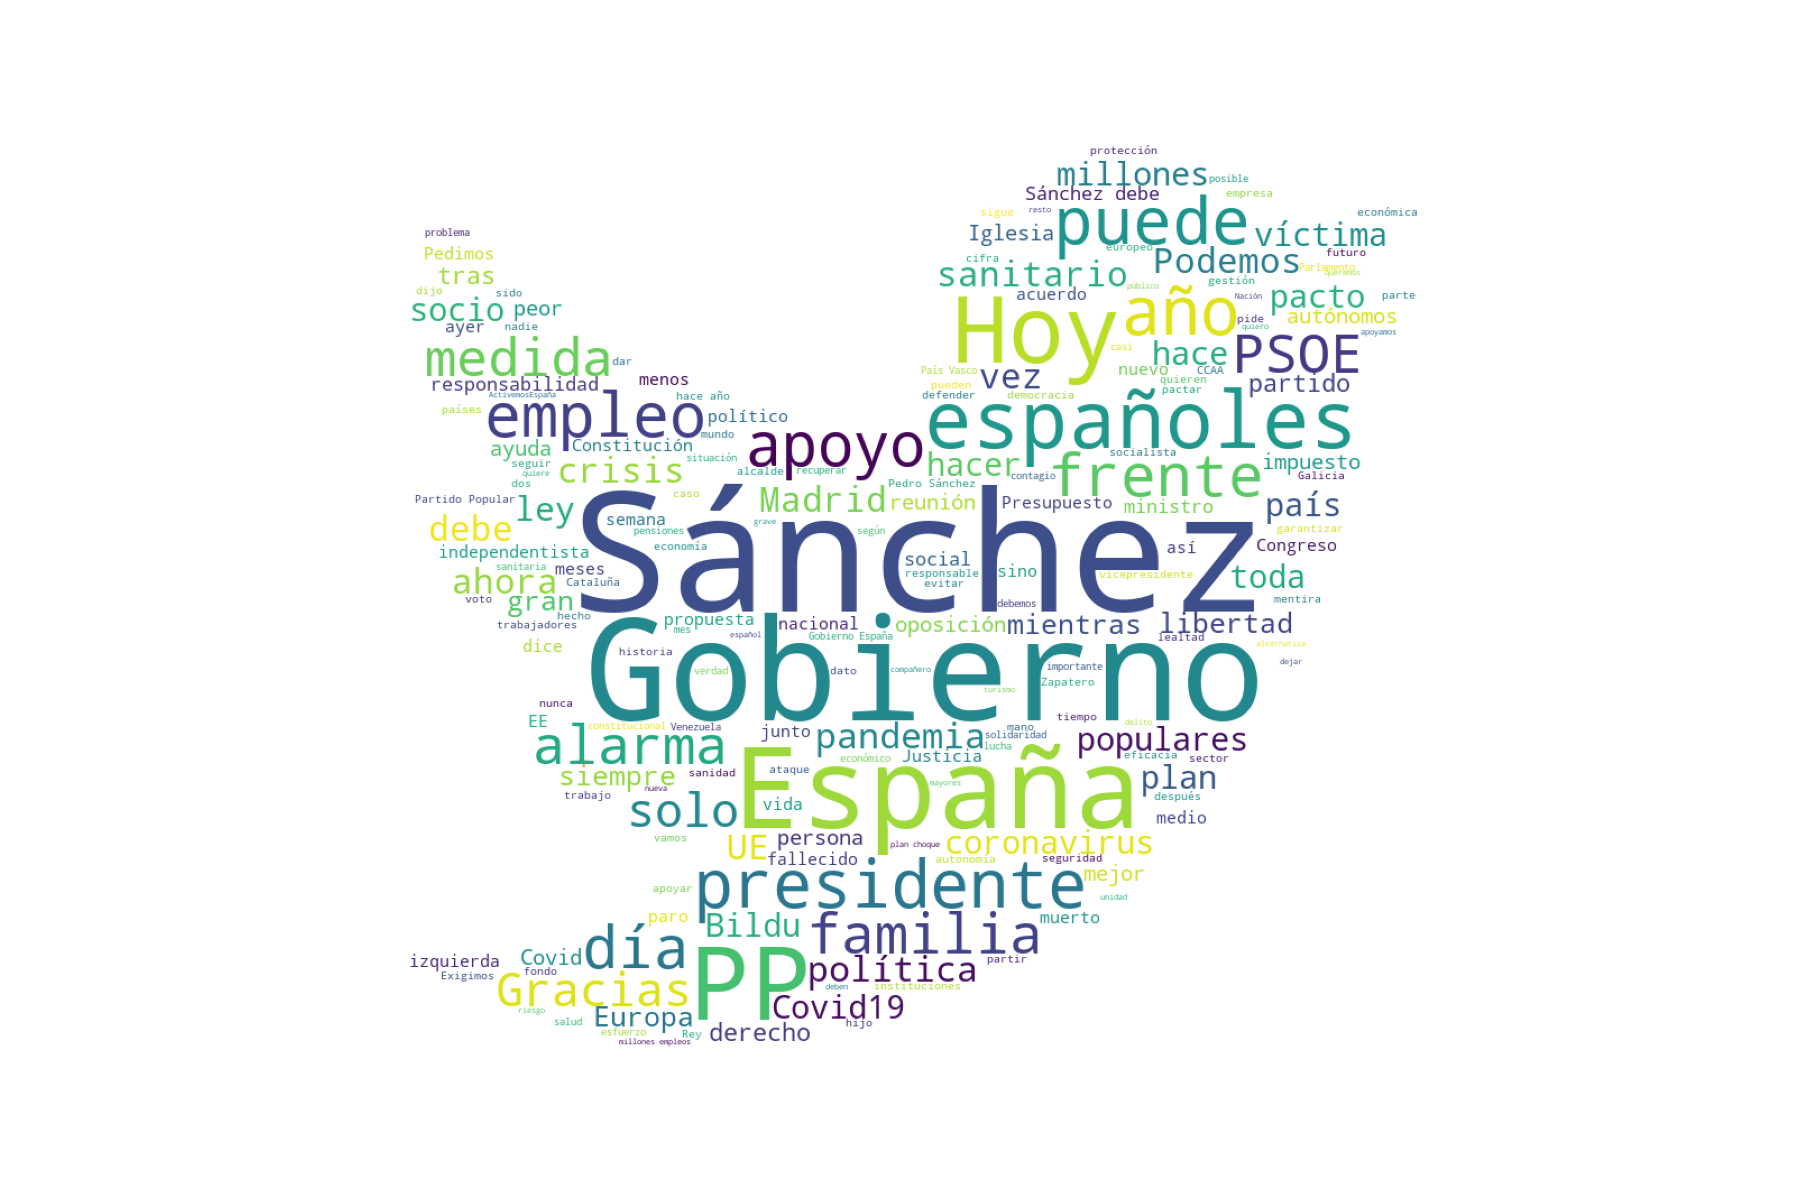 protección
millones
posible
Sánchez debe
empresa
puede
sigue
resto
económica
problema
Iglesia
víctima
Pedimos
europeo
futuro
tras
cifra
Podemos
Parlamento
queremos
sanitario
gestión
dijo
sido
acuerdo
público
Nación
pacto
parte
socio
peor
Hoy
año
pide
autónomos
ayer
nadie
quiero
apoyamos
medida
dar
casi
hace
PSOE
País Vasco
nuevo
CCAA
responsabilidad
menos
vez
quieren
partido
pueden
pactar
ActivemosEspaña
hace año
defender
democracia
países
empleo
político
españoles
mundo
apoyo
Constitución
ayuda
socialista
seguir
crisis
situación
hacer
frente
impuesto
quiere
alcalde
recuperar
contagio
Galicia
dos
Pedro Sánchez
caso
Partido Popular
ley
Madrid
reunión
Presupuesto
ministro
país
semana
grave
debe
pensiones
según
garantizar
Sánchez
independentista
economía
así
Congreso
sanitaria
meses
social
ahora
Cataluña
responsable
sino
vicepresidente
toda
evitar
voto
gran
debemos
mentira
hecho
trabajadores
propuesta
nacional
oposición
mientras
libertad
mes
español
Gobierno España
lealtad
dice
alternativa
historia
Gobierno
dejar
verdad
dato
compañero
importante
Zapatero
turismo
nunca
EE
constitucional
Venezuela
tiempo
delito
mano
junto
pandemia
solidaridad
populares
alarma
lucha
económico
Justicia
eficacia
sector
siempre
sanidad
ataque
España
plan
mayores
nueva
trabajo
vida
después
solo
medio
vamos
persona
UE
plan choque
coronavirus
fallecido
autonomía
seguridad
presidente
mejor
apoyar
unidad
paro
Bildu
muerto
familia
día
izquierda
Covid
partir
Exigimos
fondo
PP
política
Gracias
deben
instituciones
riesgo
Covid19
salud
Europa
hijo
esfuerzo
Rey
derecho
millones empleos